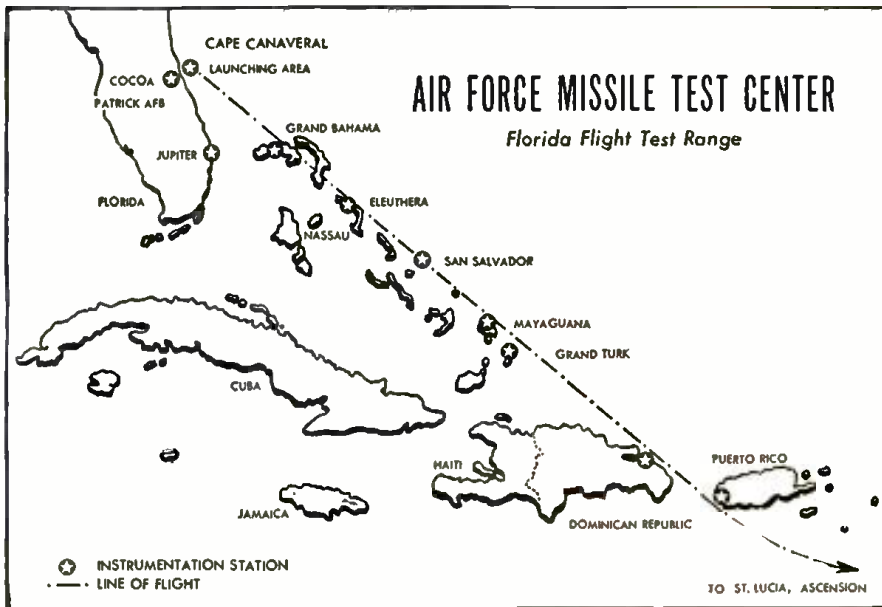 CAPE CANAVERAL
LAUNCHING AREA
COCOA
PATRICK AFB
AIR FORCE MISSILE TEST CENTER
Florida Flight Test Range
GRAND BAHAMA
JUPITER
FLORIDA
ELEUTHERA
NASSAU
SAN SALVADOR
MAYAGUANA
GRAND TURK
CUBA
HAITI
PUERTO RICO
JAMAICA
DOMINICAN REPUBLIC
INSTRUMENTATION STATION
LINE OF FLIGHT
TO ST. LUCIA, ASCENSION